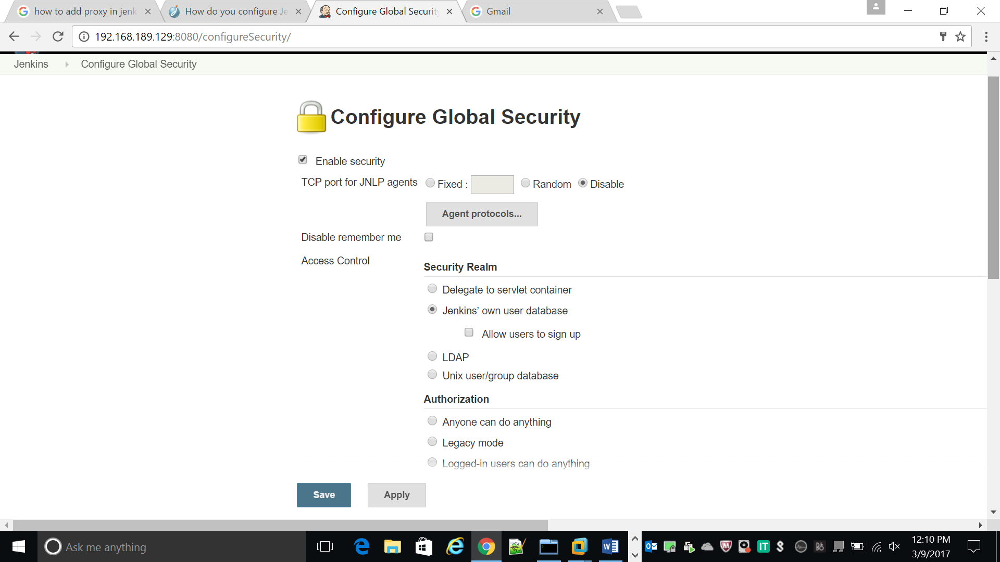 how to add proxy in jenk
How do you configure Je
Configure Global Security
Gmail
192.168.189.129:8080/configureSecurity/
Jenkins
Configure Global Security
Configure Global Security
Enable security
TCP port for JNLP agents Fixed : Random Disable
Agent protocols...
Disable remember me
Access Control
Security Realm
Delegate to servlet container
Jenkins’ own user database
Allow users to sign up
LDAP
Unix user/group database
Authorization
Anyone can do anything
Legacy mode
Logged-in users can do anything
Save Apply
Ask me anything
IT
12:10 PM
3/9/2017